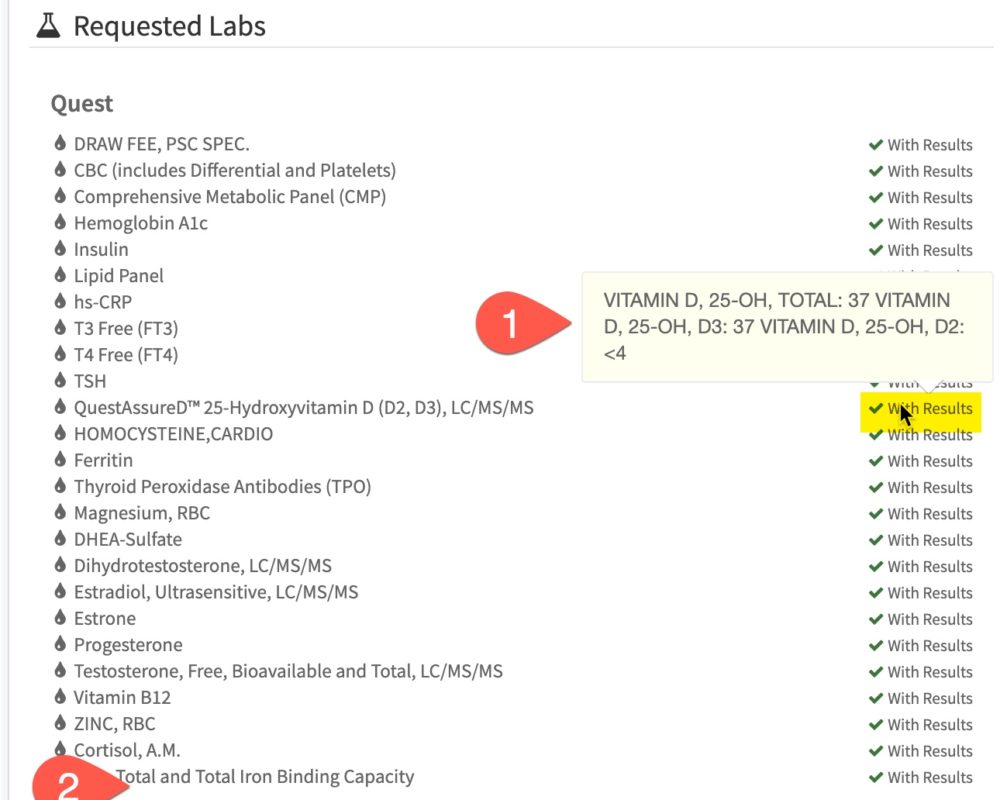 Requested Labs
Quest
DRAW FEE, PSC SPEC. With Results
CBC (includes Differential and Platelets) With Results
Comprehensive Metabolic Panel (CMP) With Results
Hemoglobin A1c With Results
Insulin With Results
Lipid Panel
hs-CRP
T3 Free (FT3)
T4 Free (FT4)
1
VITAMIN D, 25-OH, TOTAL: 37 VITAMIN
D, 25-OH, D3: 37 VITAMIN D, 25-OH, D2:
<4
TSH With Results
QuestAssureD™ 25-Hydroxyvitamin D (D2, D3), LC/MS/MS With Results
HOMOCYSTEINE,CARDIO With Results
Ferritin With Results
Thyroid Peroxidase Antibodies (TPO) With Results
Magnesium, RBC With Results
DHEA-Sulfate With Results
Dihydrotestosterone, LC/MS/MS With Results
Estradiol, Ultrasensitive, LC/MS/MS With Results
Estrone With Results
Progesterone With Results
Testosterone, Free, Bioavailable and Total, LC/MS/MS With Results
Vitamin B12 With Results
ZINC, RBC With Results
Cortisol, A.M. With Results
2
Total and Total Iron Binding Capacity With Results